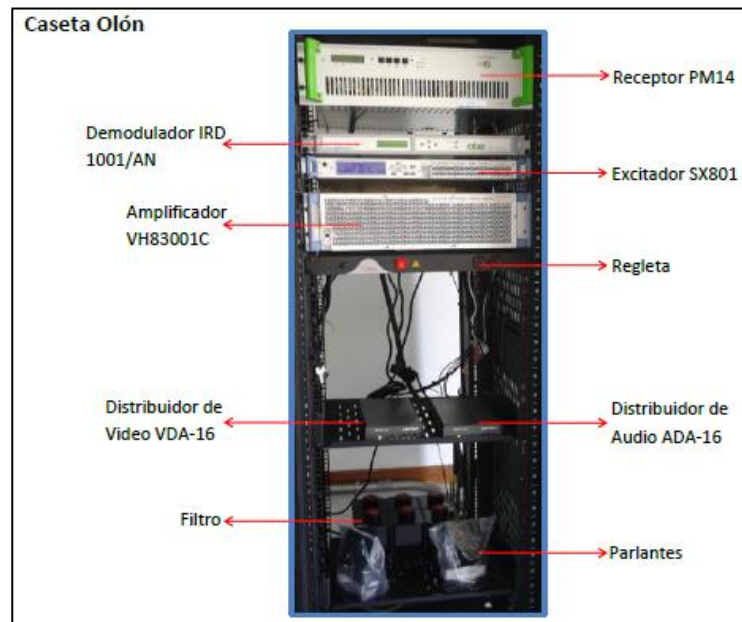 Caseta Olón
Receptor PM14
Demodulador IRD
1001/AN
Excitador SX801
Amplificador
VH83001C
Regleta
Distribuidor de
Video VDA-16
Distribuidor de
Audio ADA-16
Filtro
Parlantes